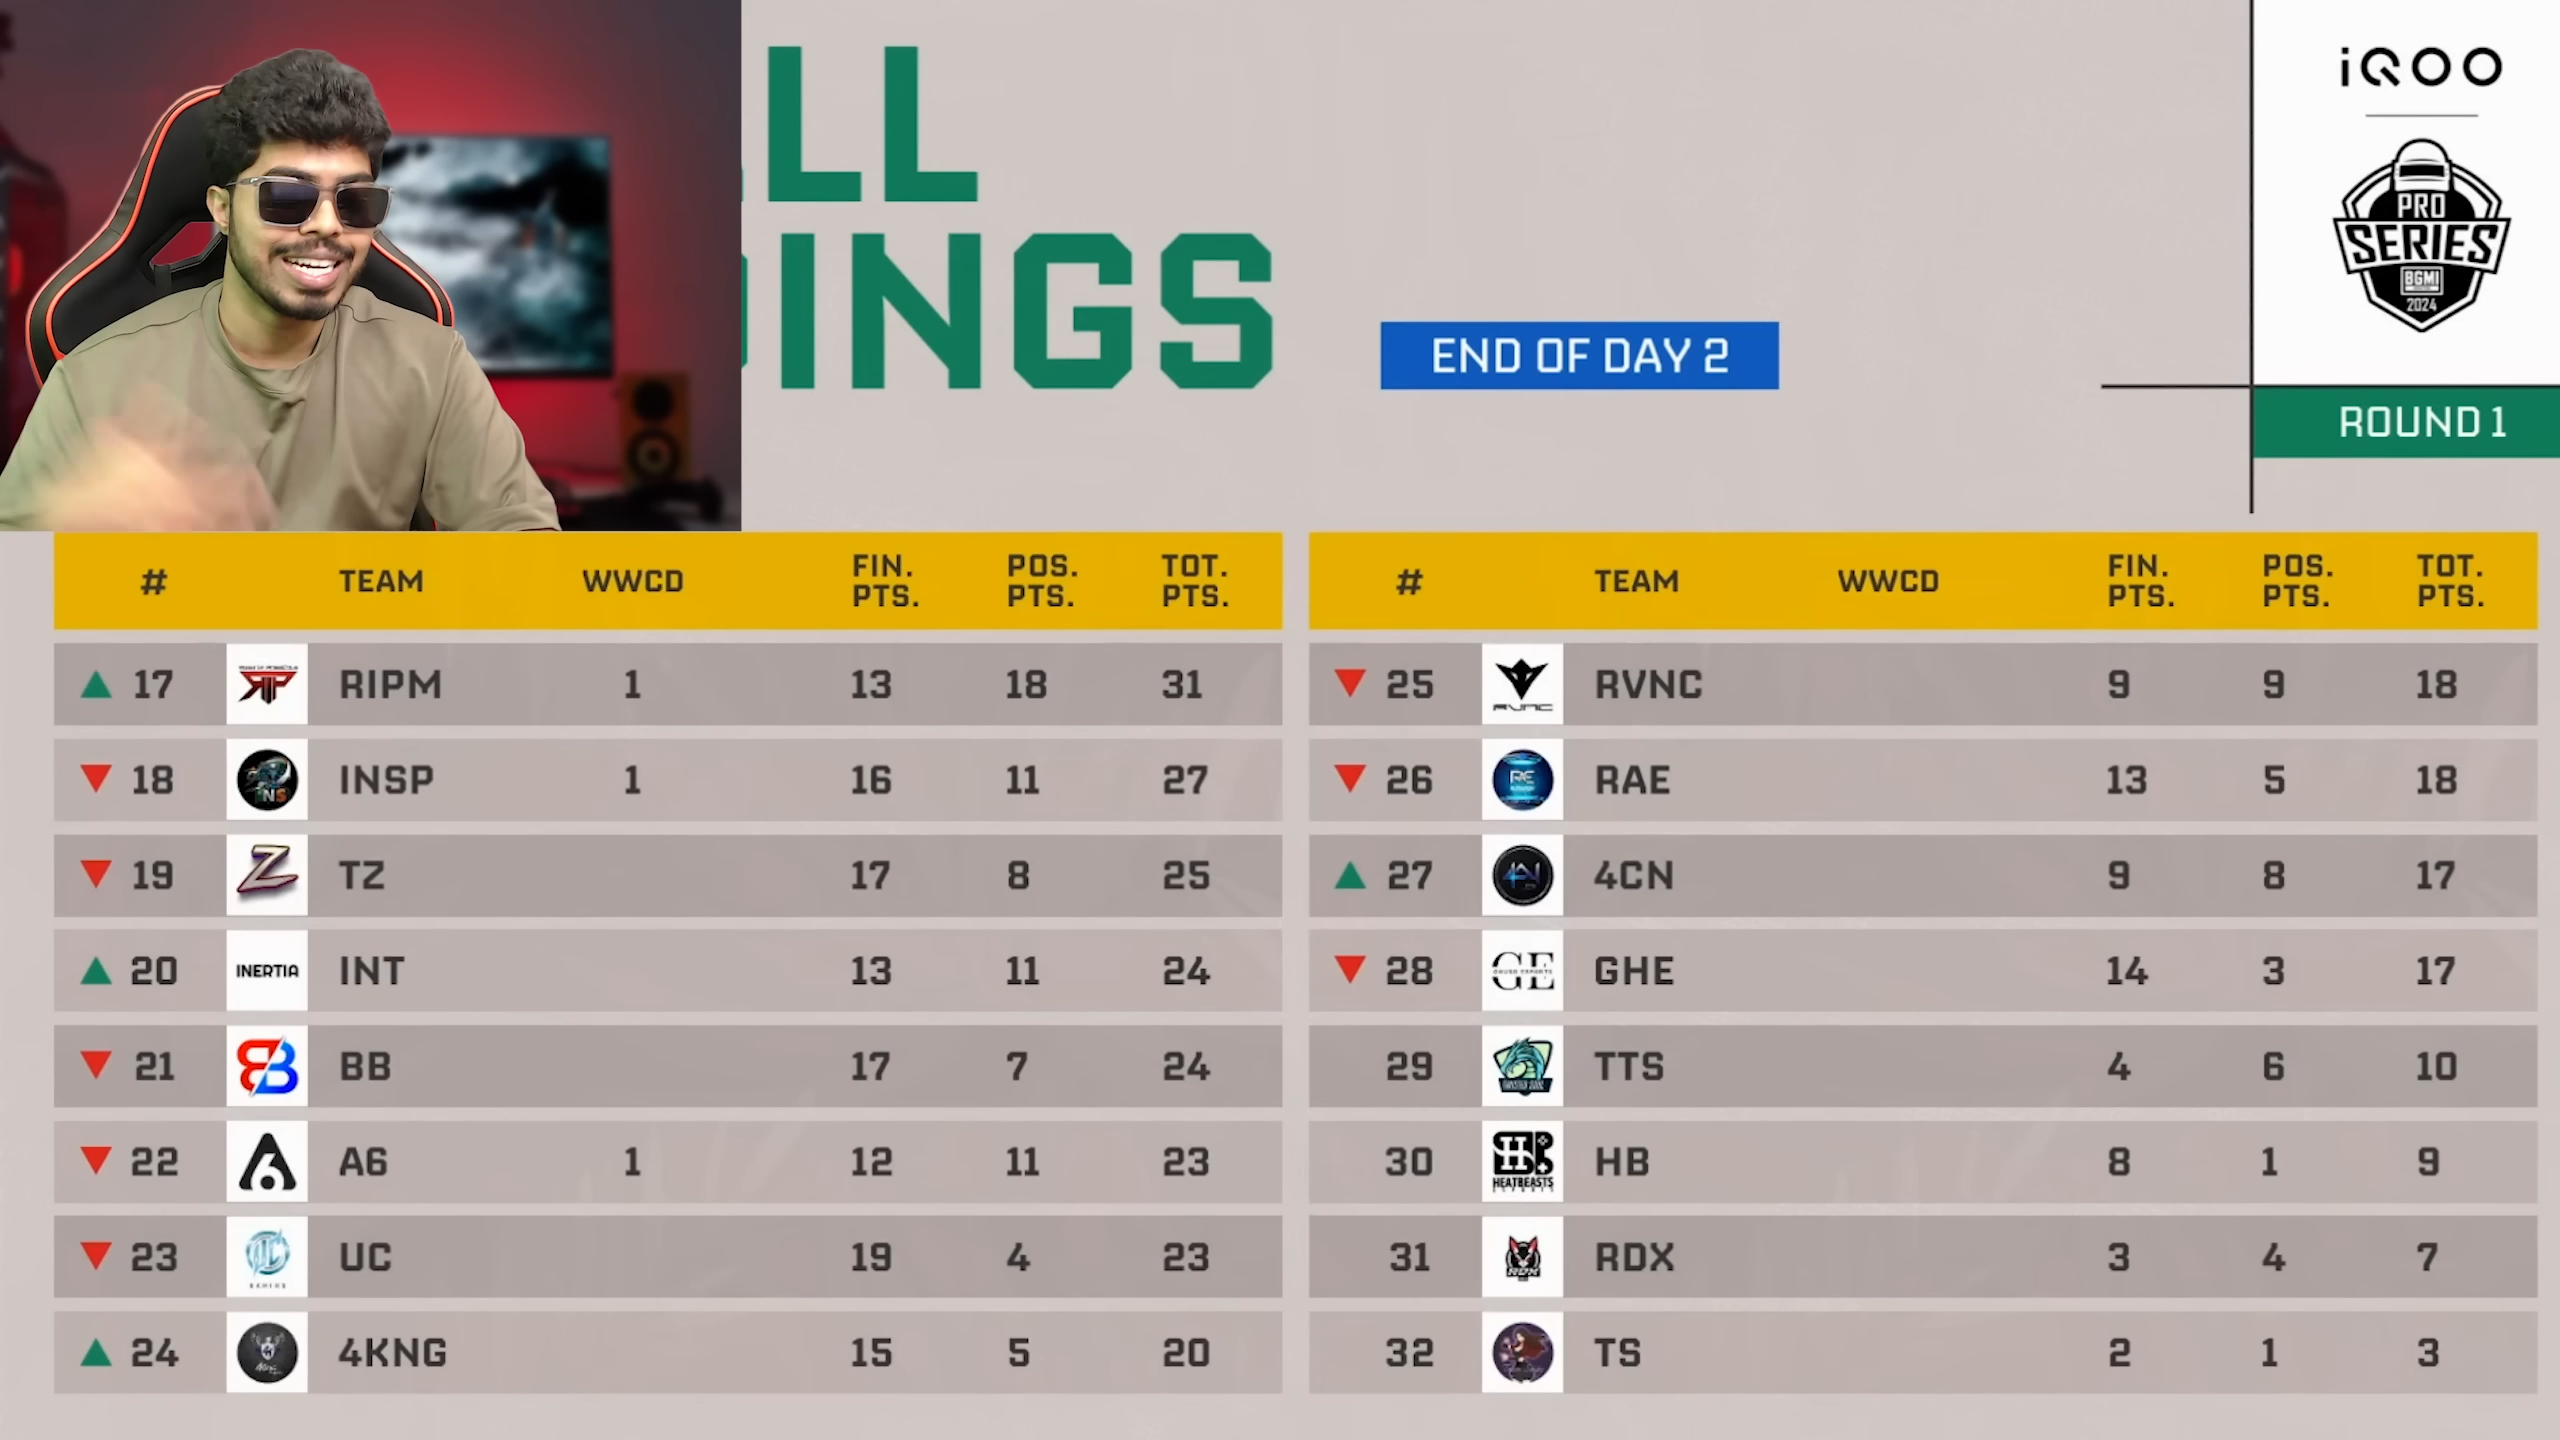 LL
INGS
END OF DAY 2
iQOO
PRO
SERIES
BGMI
2024
ROUND 1
# TEAM WWCD FIN. PTS. POS. PTS. TOT. PTS.
17 RIPM 1 13 18 31
18 INSP 1 16 11 27
19 TZ 17 8 25
20 INERTIA INT 13 11 24
21 BB 17 7 24
22 A6 1 12 11 23
23 UC 19 4 23
24 4KNG 15 5 20
# TEAM WWCD FIN. PTS. POS. PTS. TOT. PTS.
25 RVNC RVNC 9 9 18
26 RAE 13 5 18
27 4CN 9 8 17
28 GE GHE 14 3 17
29 TTS 4 6 10
30 HEATBEASTS HB 8 1 9
31 RDX RDX 3 4 7
32 TS 2 1 3